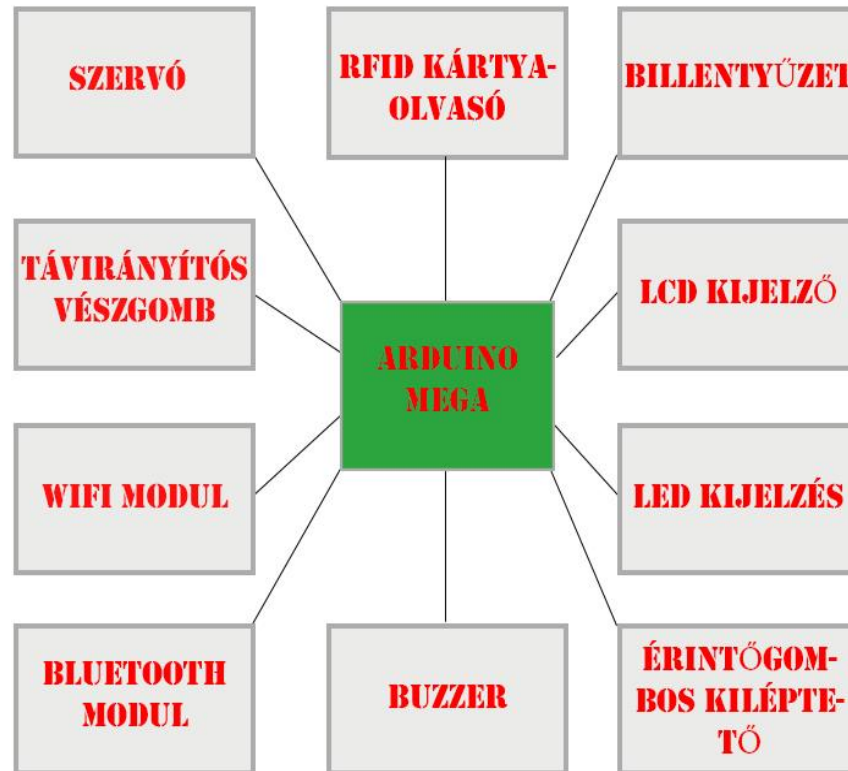 SZERVÓ
RFID KÁRTYA-
OLVASÓ
BILLENTYŰZET
TÁVIRÁNYÍTÓS
VÉSZGOMB
LCD KIJELZŐ
ARDUINO
MEGA
WIFI MODUL
LED KIJELZÉS
BLUETOOTH
MODUL
BUZZER
ÉRINTŐGOM-
BOS KILÉPTE-
TŐ